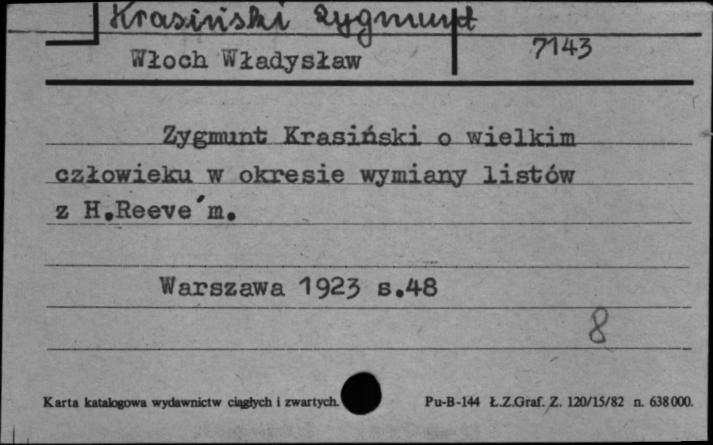 Krasiński Zygmunt
Włoch Władysław 7143
Zygmunt Krasiński o wielkim
człowieku w okresie wymiany listów
z H.Reeve´m.
Warszawa 1923 s.48
8
Karta katalogowa wydawnictw ciągłych i zwartych. Pu-B-144 Ł.Z.Graf. Z. 120/15/82 n. 638000.